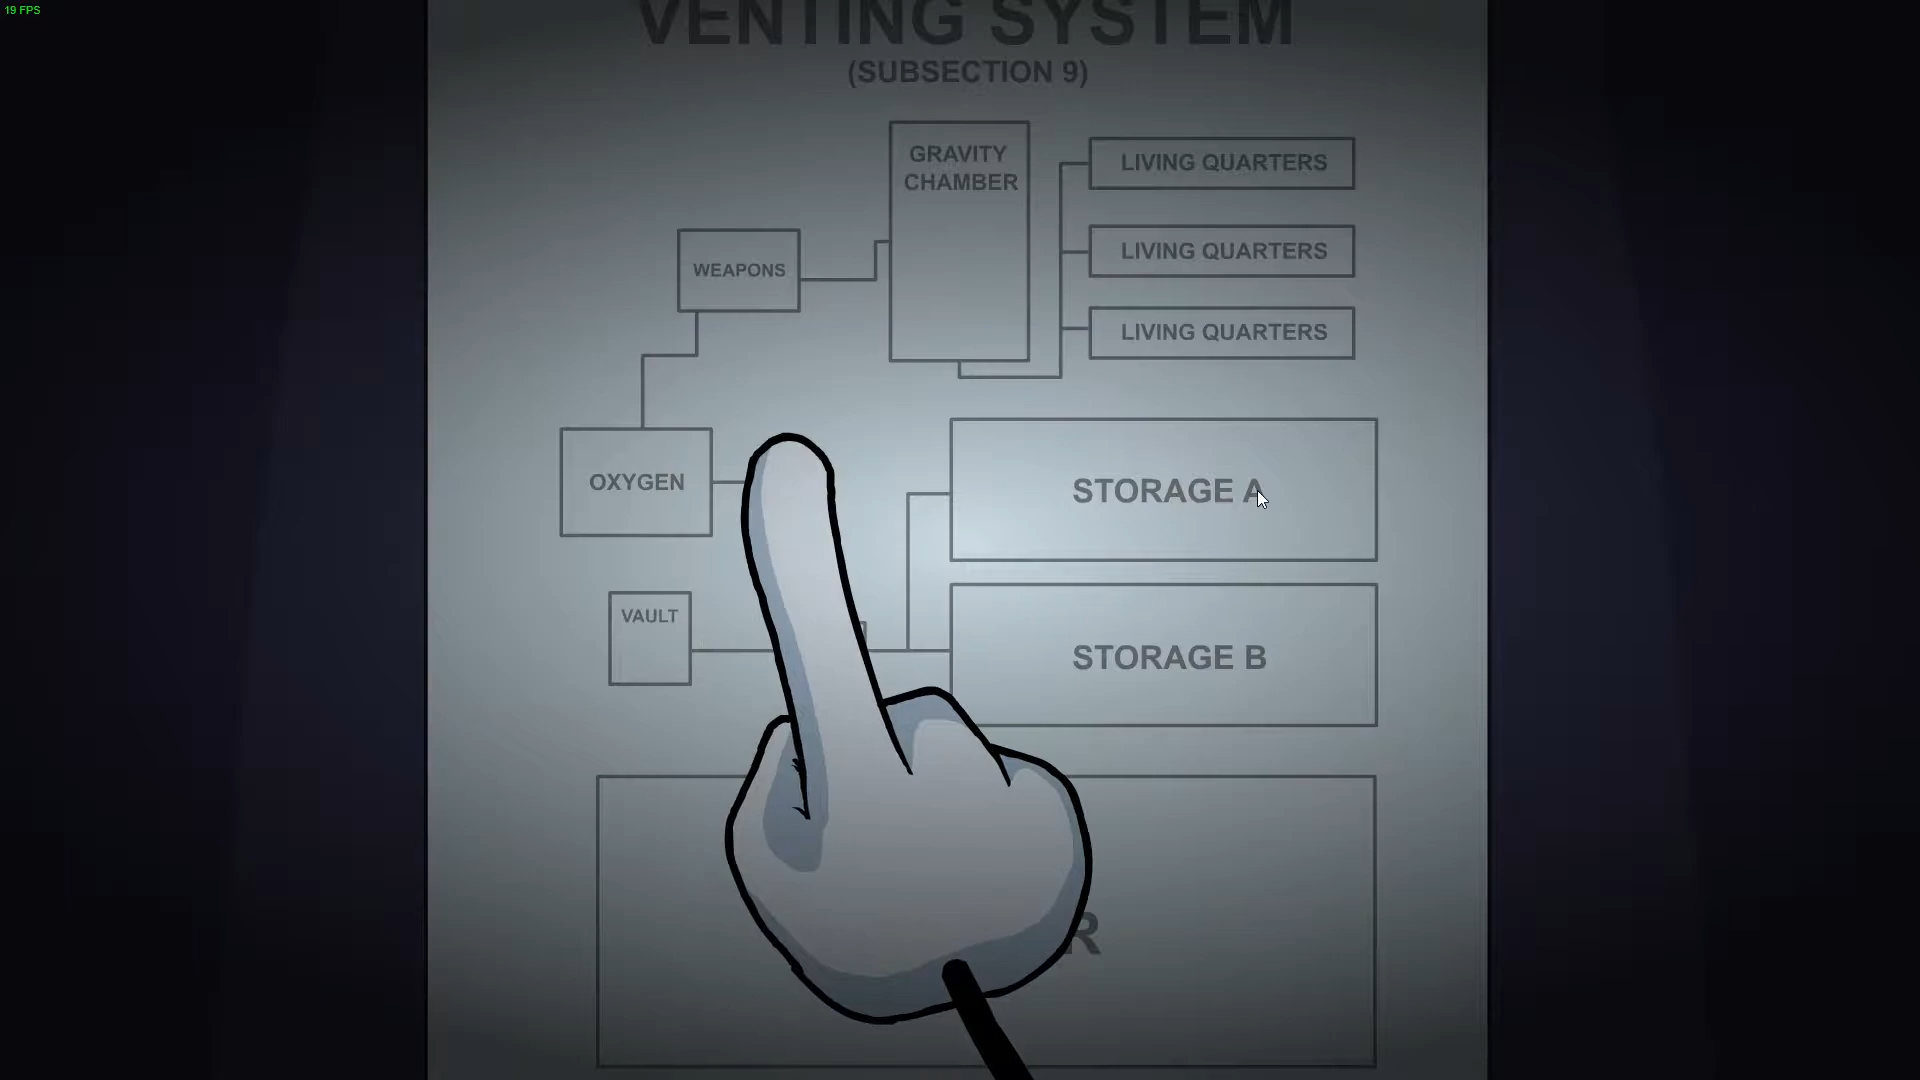 19 FPS
VENTING SYSTEM
(SUBSECTION 9)
GRAVITY
CHAMBER
LIVING QUARTERS
WEAPONS
LIVING QUARTERS
LIVING QUARTERS
OXYGEN
STORAGE A
VAULT
STORAGE B
R